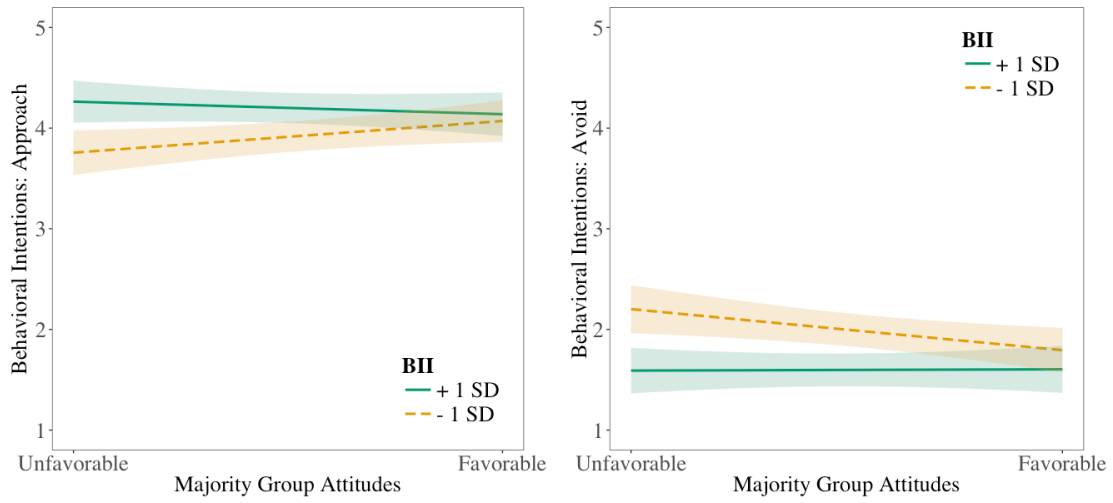 5
4
3
2
1
Behavioral Intentions: Approach
BII
+ 1 SD
- 1 SD
Unfavorable
Favorable
Majority Group Attitudes
5
4
3
2
1
Behavioral Intentions: Avoid
BII
+ 1 SD
- 1 SD
Unfavorable
Favorable
Majority Group Attitudes